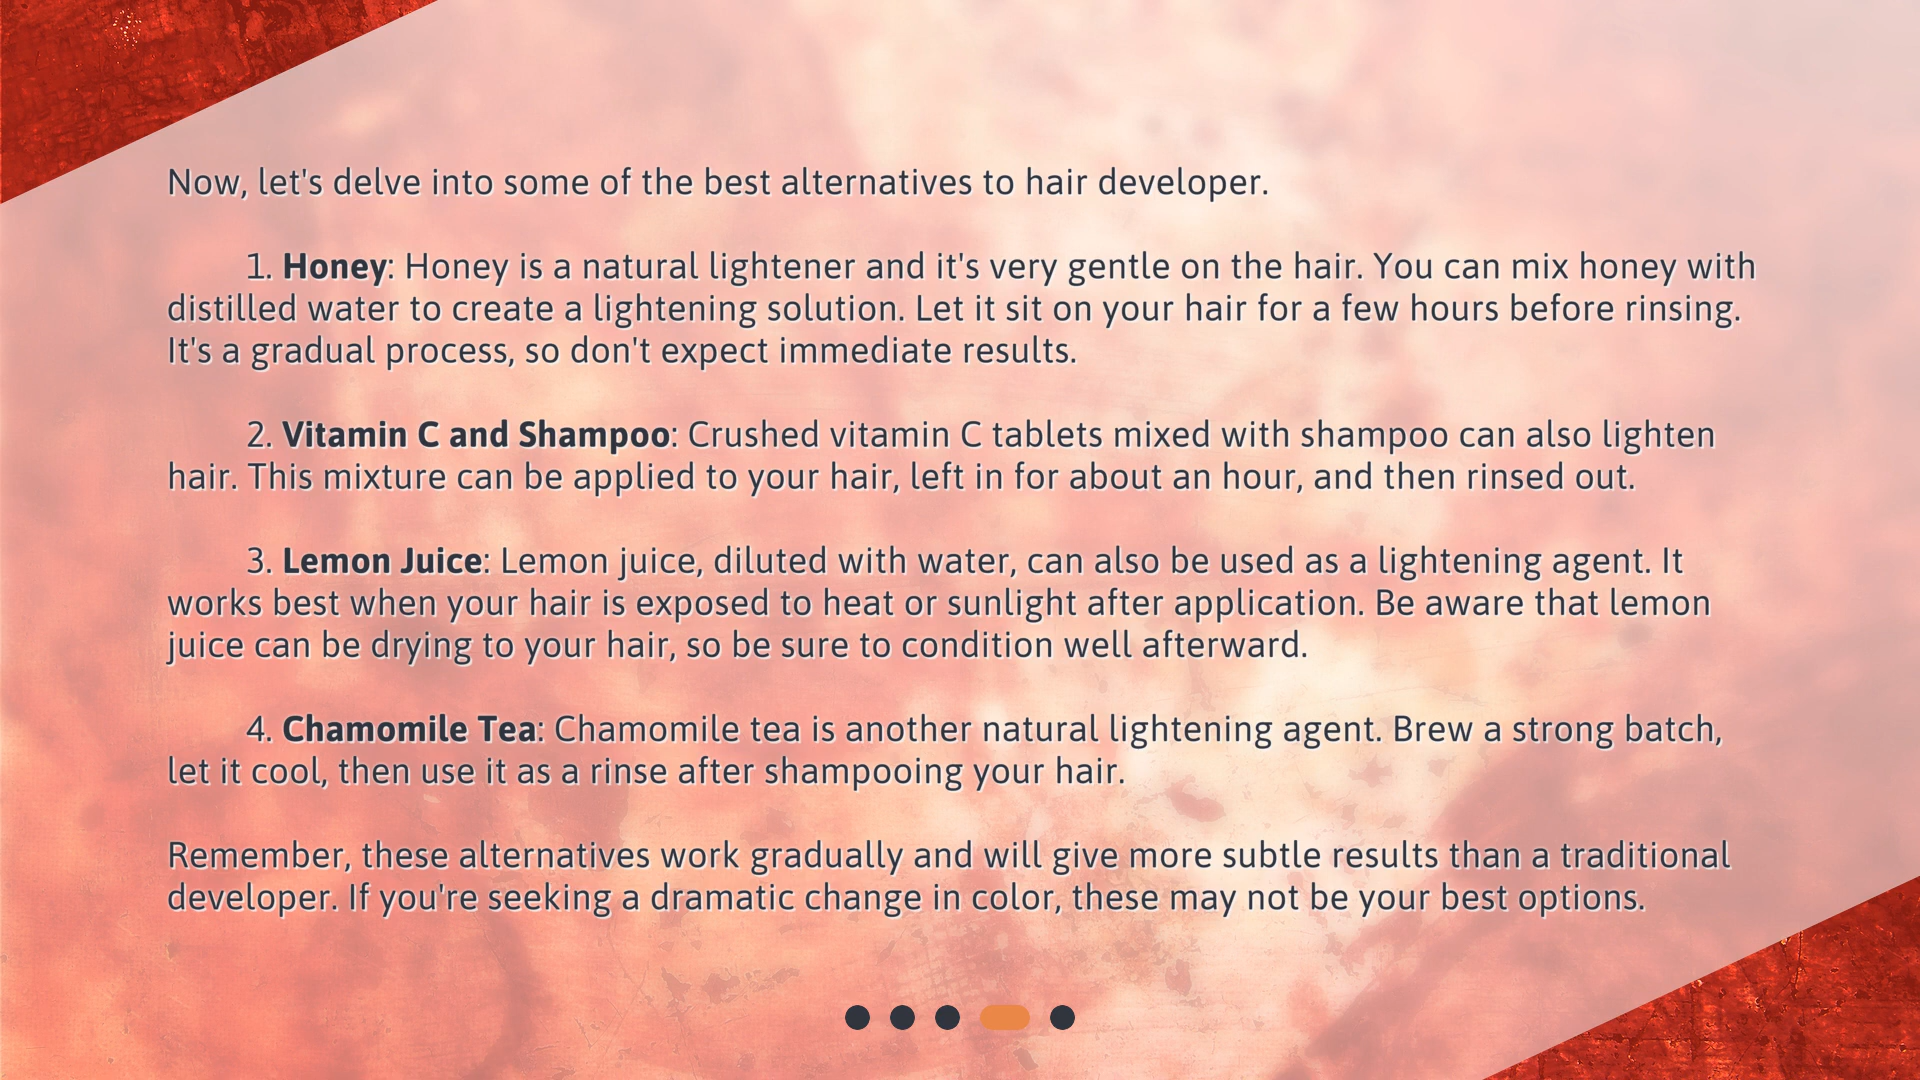 Now, let's delve into some of the best alternatives to hair developer.
1. Honey: Honey is a natural lightener and it's very gentle on the hair. You can mix honey with
distilled water to create a lightening solution. Let it sit on your hair for a few hours before rinsing.
It's a gradual process, so don't expect immediate results.
2. Vitamin C and Shampoo: Crushed vitamin C tablets mixed with shampoo can also lighten
hair. This mixture can be applied to your hair, left in for about an hour, and then rinsed out.
3. Lemon Juice: Lemon juice, diluted with water, can also be used as a lightening agent. It
works best when your hair is exposed to heat or sunlight after application. Be aware that lemon
juice can be drying to your hair, so be sure to condition well afterward.
4. Chamomile Tea: Chamomile tea is another natural lightening agent. Brew a strong batch,
let it cool, then use it as a rinse after shampooing your hair.
Remember, these alternatives work gradually and will give more subtle results than a traditional
developer. If you're seeking a dramatic change in color, these may not be your best options.